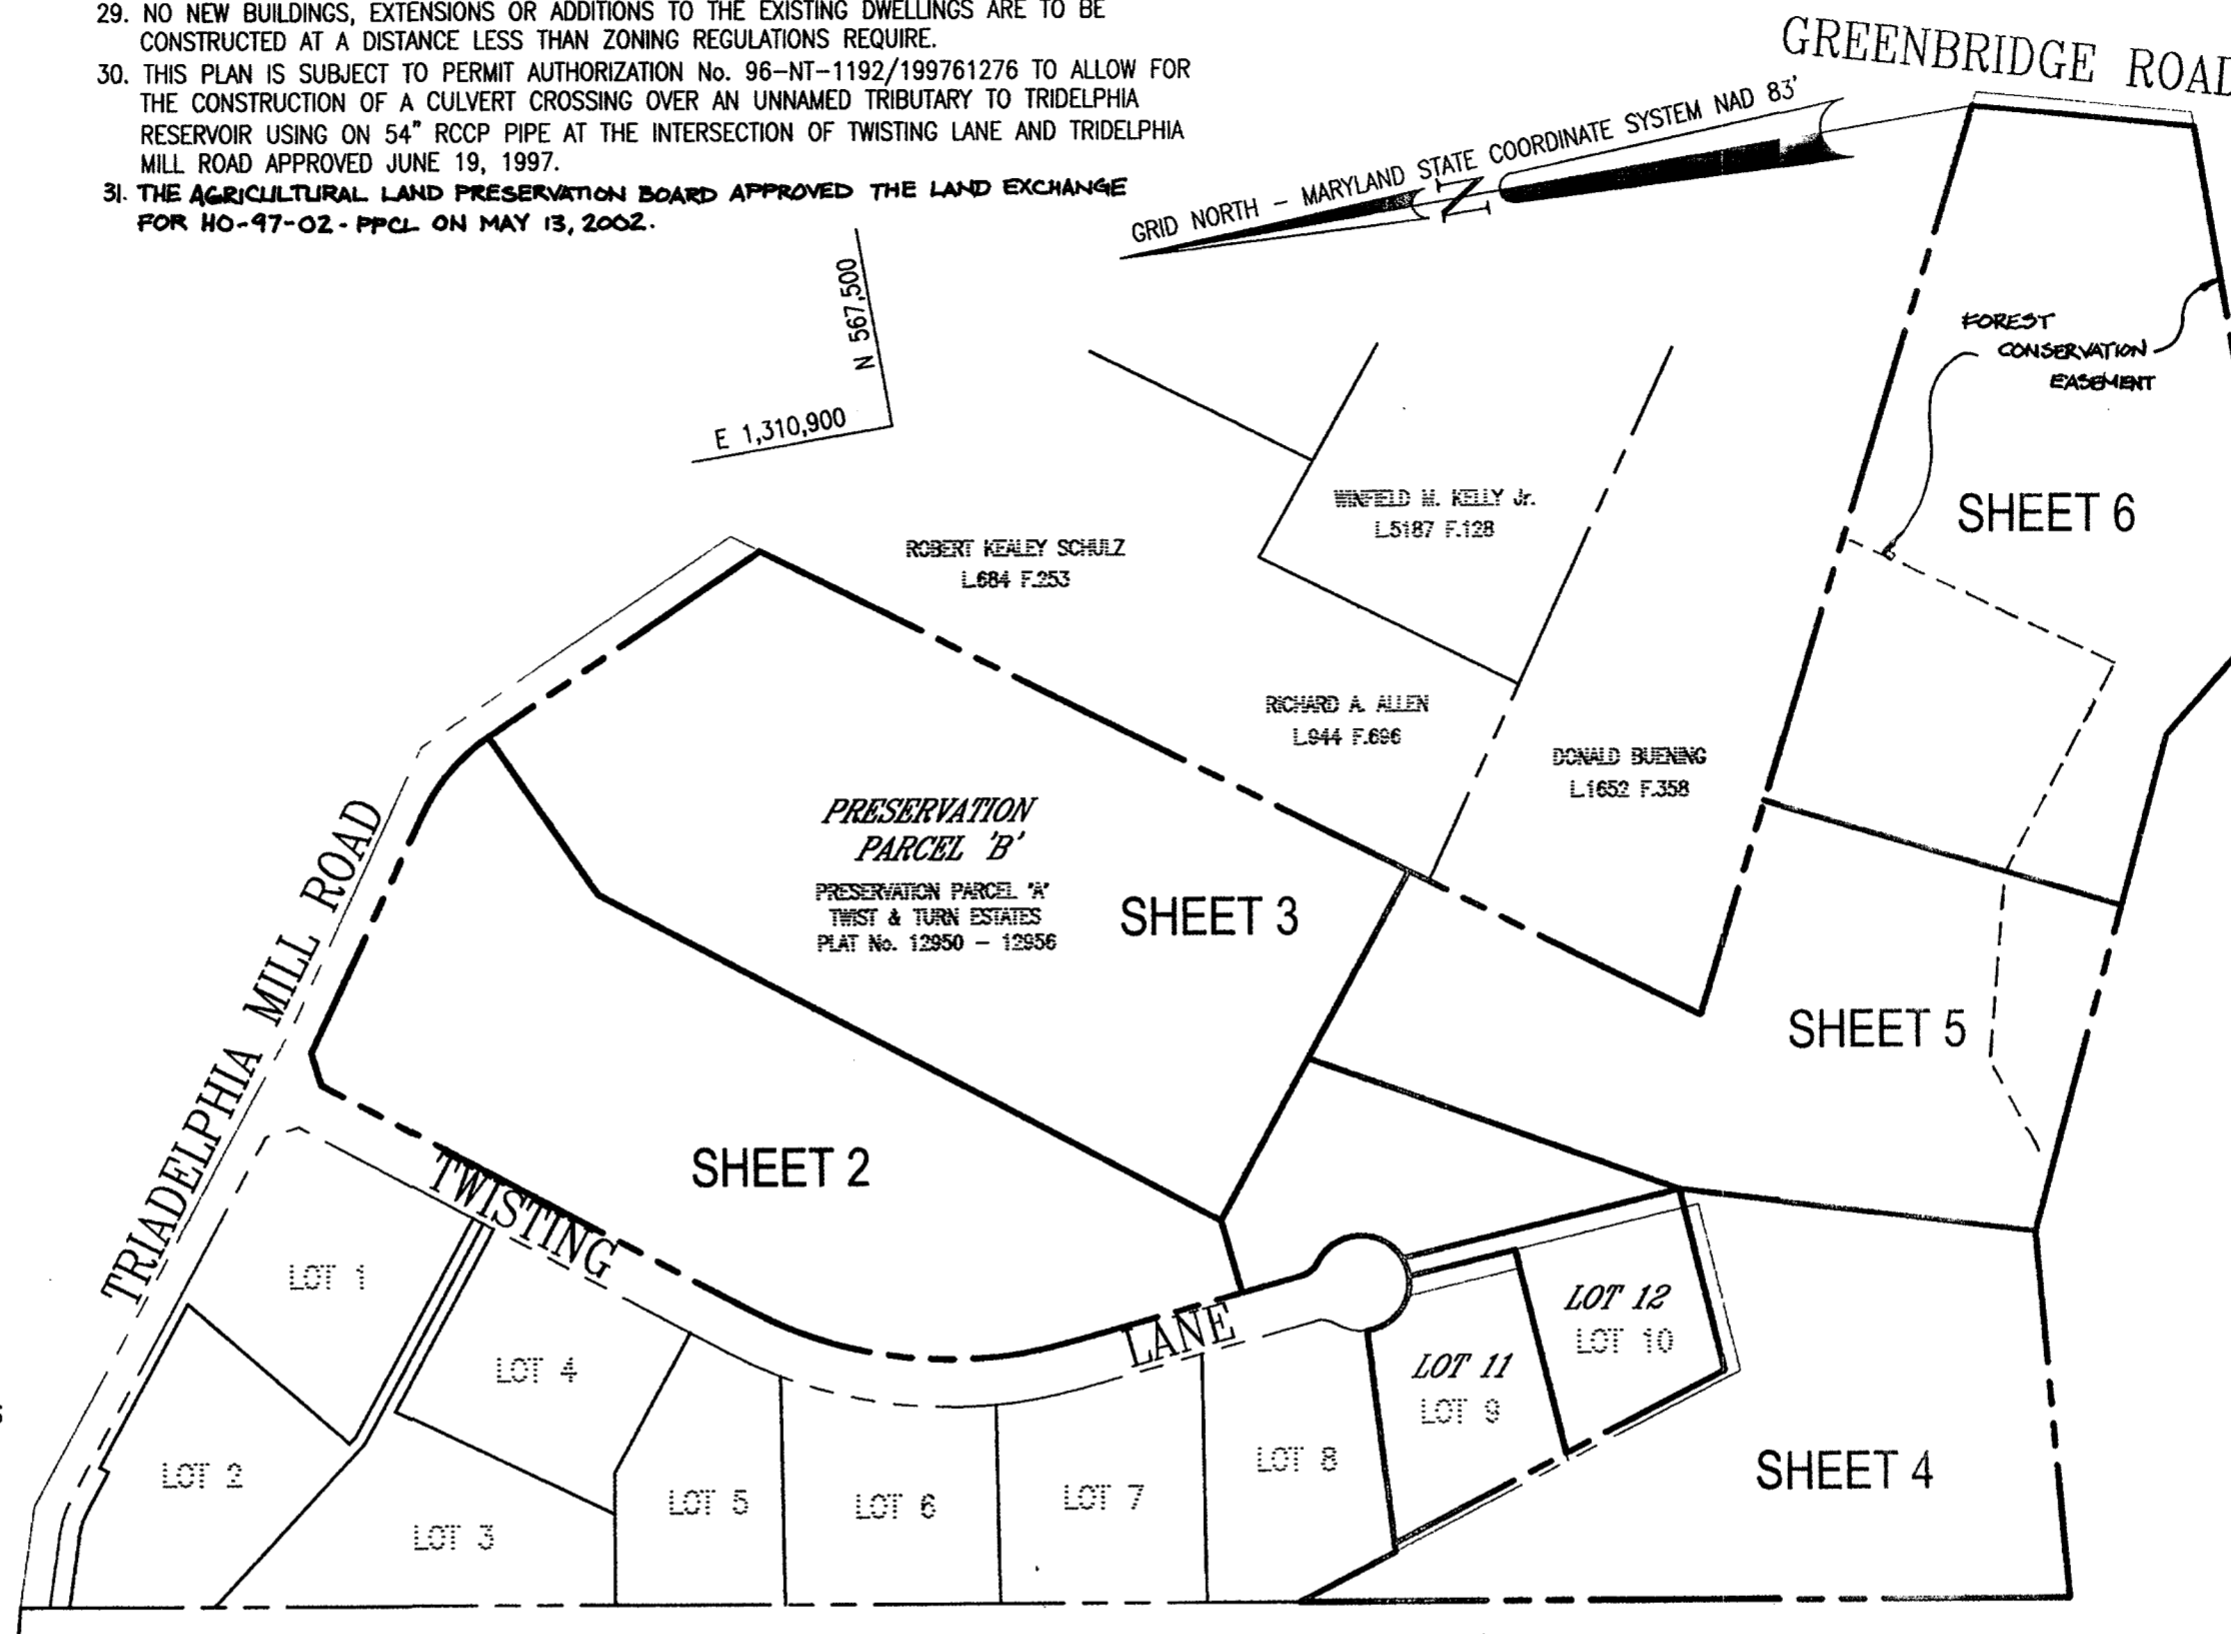 29. NO NEW BUILDINGS, EXTENSIONS OR ADDITIONS TO THE EXISTING DWELLINGS ARE TO BE
CONSTRUCTED AT A DISTANCE LESS THAN ZONING REGULATIONS REQUIRE.
30. THIS PLAN IS SUBJECT TO PERMIT AUTHORIZATION No. 96-NT-1192/199761276 TO ALLOW FOR
THE CONSTRUCTION OF A CULVERT CROSSING OVER AN UNNAMED TRIBUTARY TO TRIDELPHIA
RESERVOIR USING ON 54" RCCP PIPE AT THE INTERSECTION OF TWISTING LANE AND TRIDELPHIA
MILL ROAD APPROVED JUNE 19, 1997.
31. THE AGRICULTURAL LAND PRESERVATION BOARD APPROVED THE LAND EXCHANGE
FOR HO-97-02-PPCL ON MAY 13, 2002.
GREENBRIDGE ROAD
GRID NORTH - MARYLAND STATE COORDINATE SYSTEM NAD 83'
N
N 567,500
E 1,310,900
FOREST
CONSERVATION
EASEMENT
SHEET 6
WINFIELD M. KELLY Jr.
L5187 F.128
ROBERT KEALEY SCHULZ
L.684 F.253
RICHARD A. ALLEN
L.944 F.696
DONALD BUENING
L1652 F.358
PRESERVATION
PARCEL 'B'
PRESERVATION PARCEL 'A'
TWIST & TURN ESTATES
PLAT No. 12950 - 12956
SHEET 3
TRIADELPHIA MILL ROAD
SHEET 5
SHEET 2
TWISTING
LANE
LOT 1
LOT 12
LOT 10
LOT 4
LOT 11
LOT 9
LOT 2
LOT 8
SHEET 4
LOT 3
LOT 5
LOT 6
LOT 7